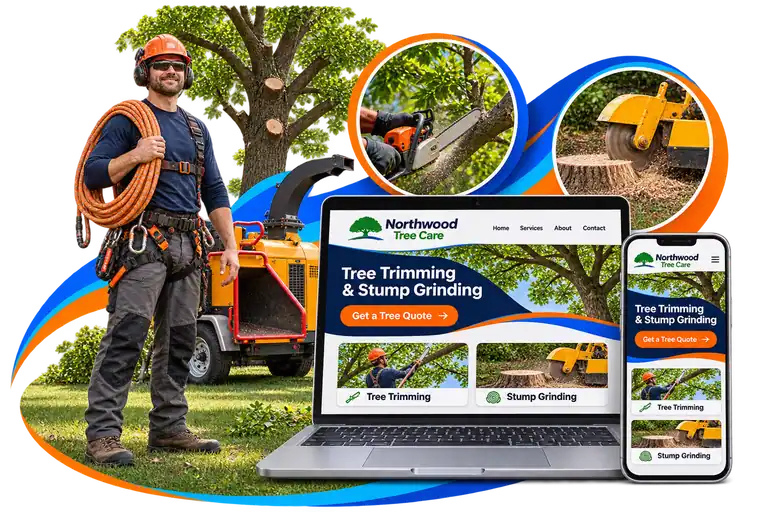 Northwood
Tree Care
Home Services About Contact
Tree Trimming
& Stump Grinding
Get a Tree Quote →
Tree Trimming
Stump Grinding
Northwood
Tree Care
Tree Trimming
& Stump Grinding
Get a Tree Quote →
Tree Trimming
Stump Grinding